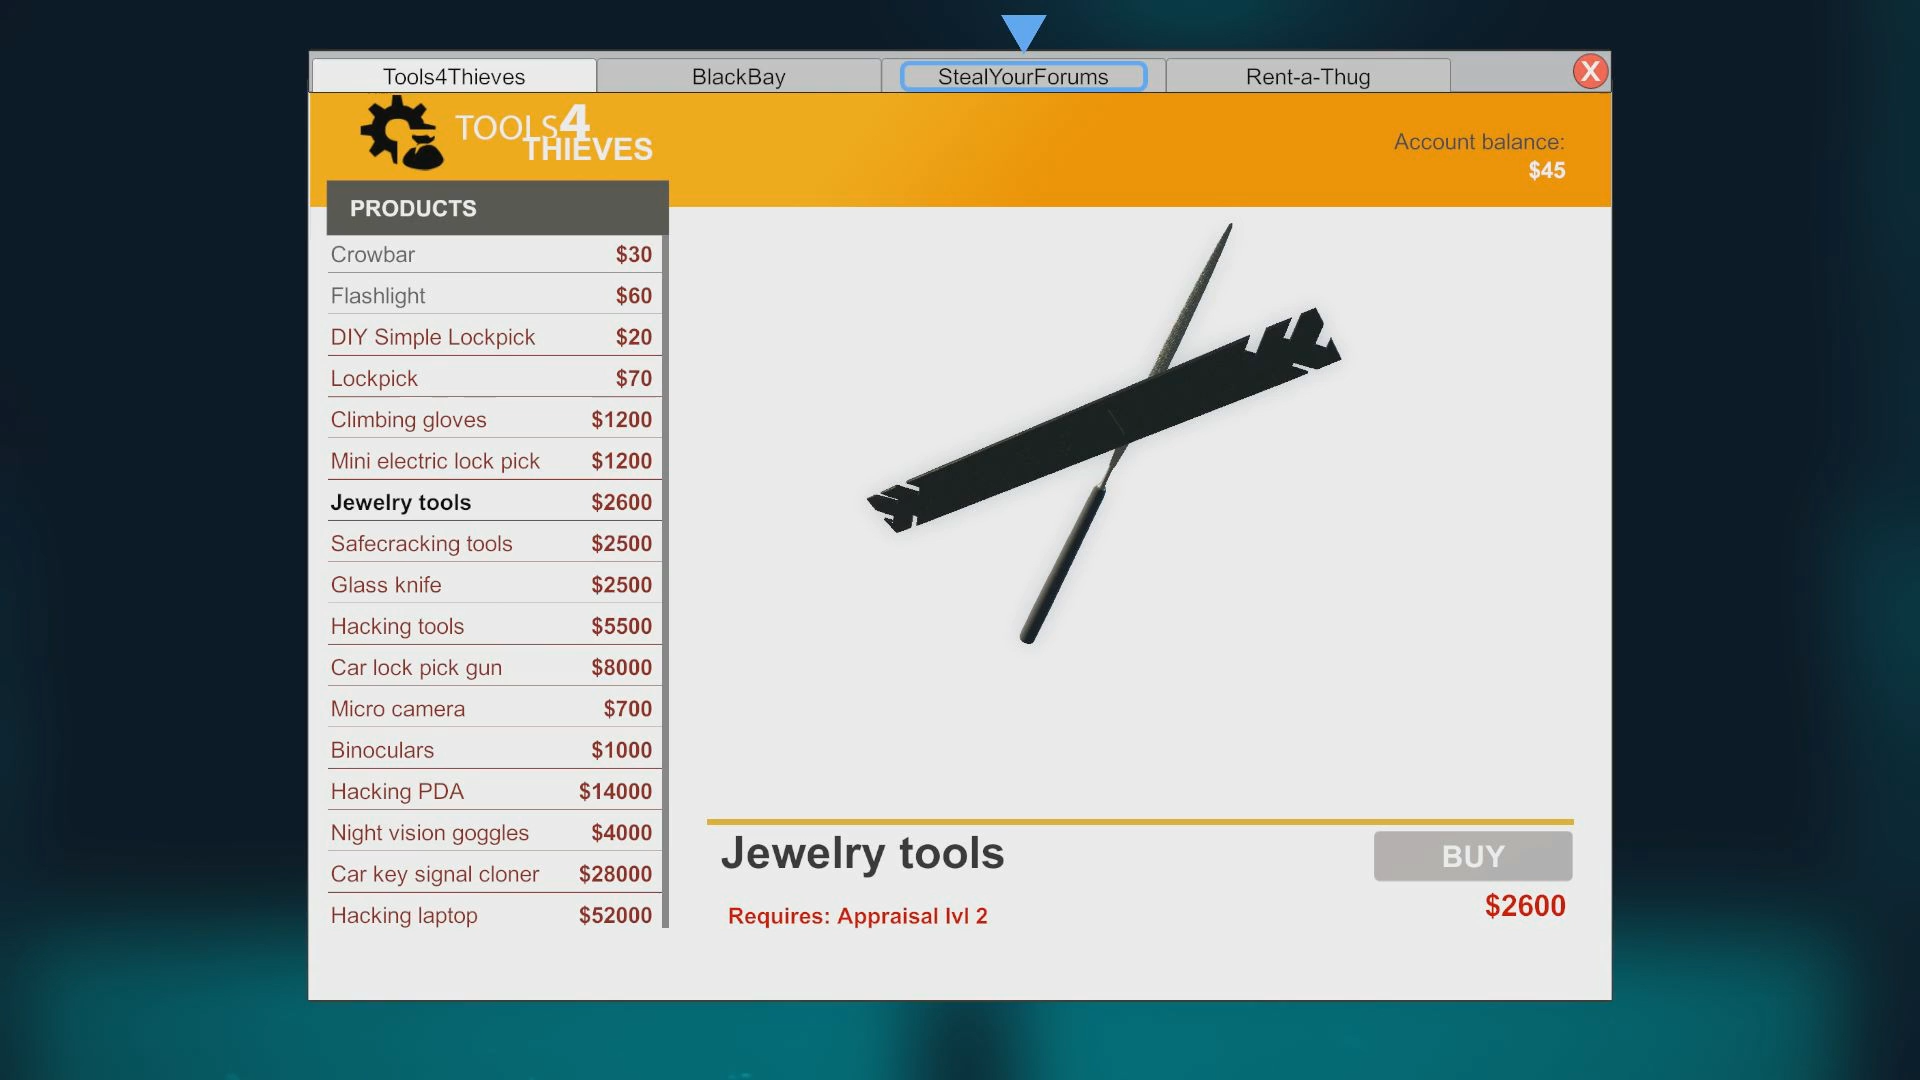 Tools4Thieves BlackBay StealYourForums Rent-a-Thug X
TOOLS4
THIEVES
Account balance:
$45
PRODUCTS
Crowbar $30
Flashlight $60
DIY Simple Lockpick $20
Lockpick $70
Climbing gloves $1200
Mini electric lock pick $1200
Jewelry tools $2600
Safecracking tools $2500
Glass knife $2500
Hacking tools $5500
Car lock pick gun $8000
Micro camera $700
Binoculars $1000
Hacking PDA $14000
Night vision goggles $4000
Car key signal cloner $28000
Hacking laptop $52000
Jewelry tools
BUY
$2600
Requires: Appraisal lvl 2